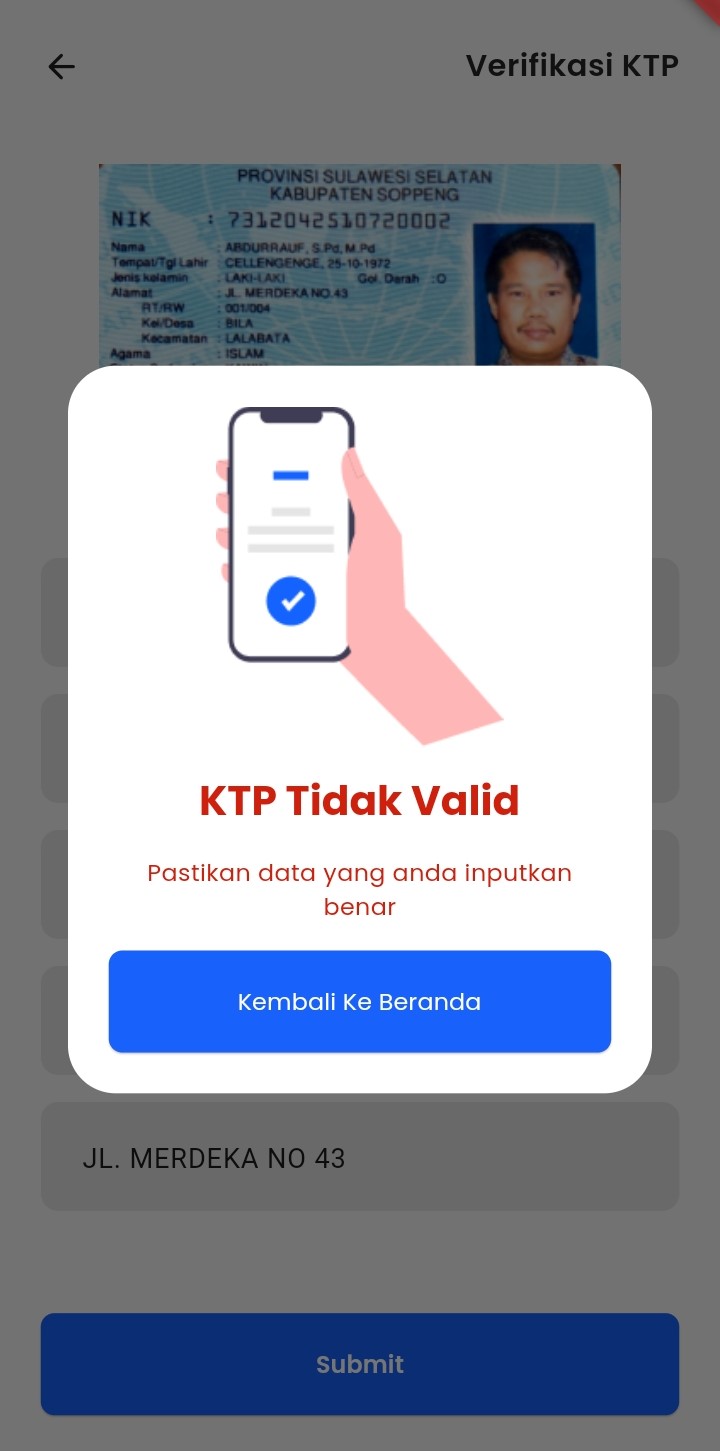 Verifikasi KTP
PROVINSI SULAWESI SELATAN
KABUPATEN SOPPENG
NIK : 7312042510720002
Nama : ABDURRAUF, S.Pd, M.Pd
Tempat/Tgl Lahir : CELLENGENGE, 25-10-1972
Jenis kelamin : LAKI-LAKI Gol. Darah : O
Alamat : JL. MERDEKA NO.43
RT/RW : 001/004
Kel/Desa : BILA
Kecamatan : LALABATA
Agama : ISLAM
KTP Tidak Valid
Pastikan data yang anda inputkan
benar
Kembali Ke Beranda
JL. MERDEKA NO 43
Submit